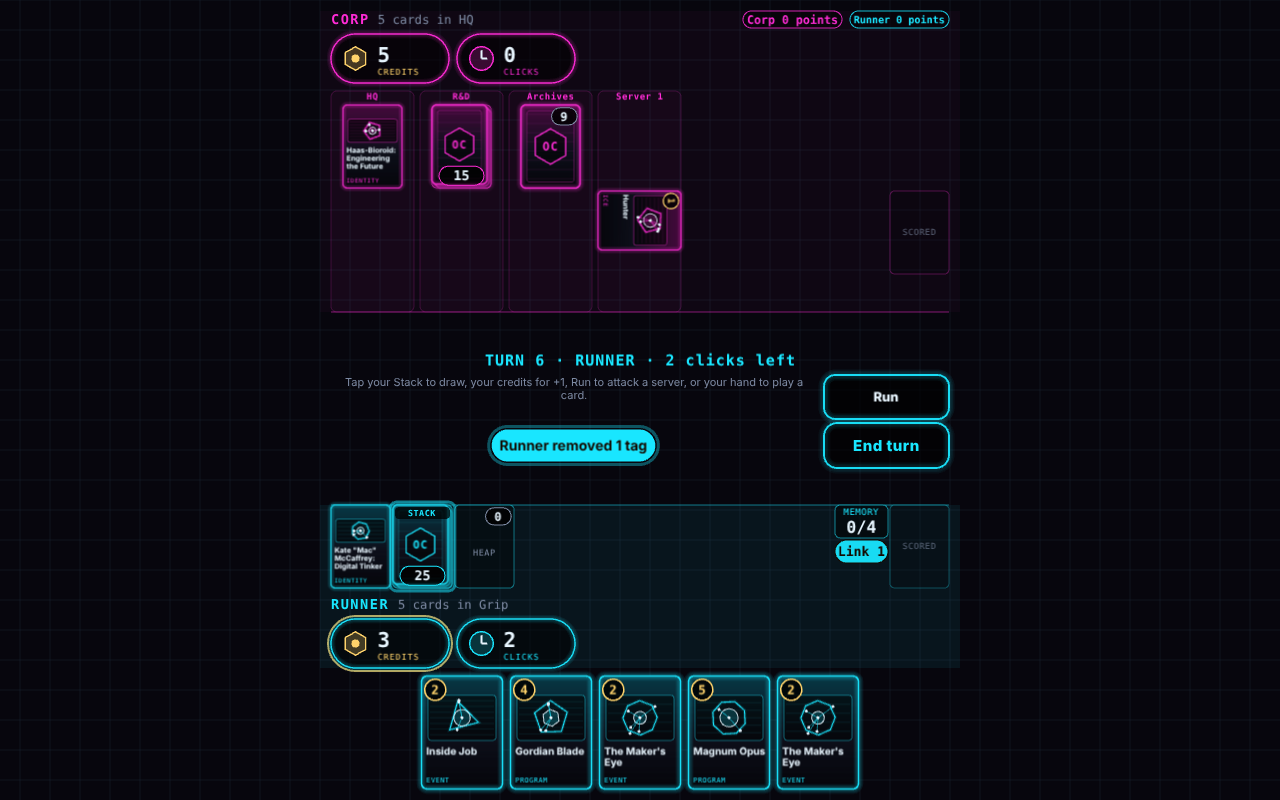 CORP 5 cards in HQ
Corp 0 points
Runner 0 points
5
CREDITS
0
CLICKS
HQ
R&D
Archives
Server 1
Haas-Bioroid:
Engineering
the Future
IDENTITY
OC
15
9
OC
ICE
Hunter
1
SCORED
TURN 6 · RUNNER · 2 clicks left
Tap your Stack to draw, your credits for +1, Run to attack a server, or your hand to play a
card.
Run
Runner removed 1 tag
End turn
Kate "Mac"
McCaffrey:
Digital Tinker
IDENTITY
STACK
OC
25
0
HEAP
MEMORY
0/4
Link 1
SCORED
RUNNER 5 cards in Grip
3
CREDITS
2
CLICKS
2
Inside Job
EVENT
4
Gordian Blade
PROGRAM
2
The Maker's
Eye
EVENT
5
Magnum Opus
PROGRAM
2
The Maker's
Eye
EVENT